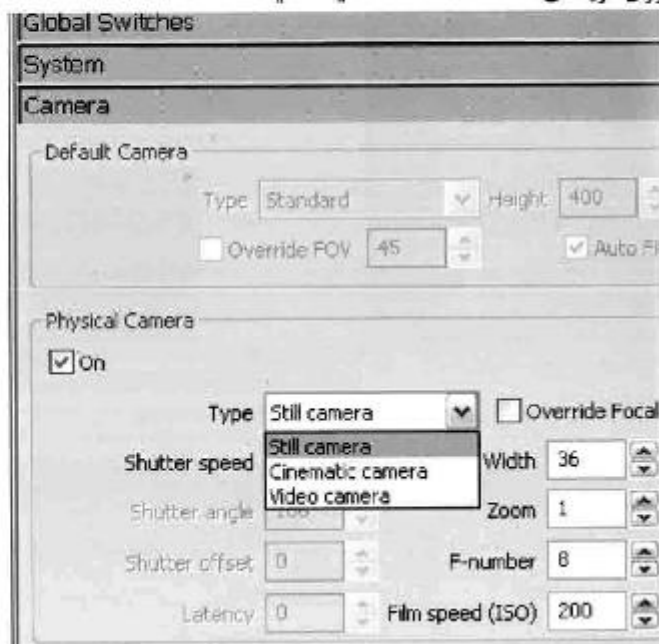 Global Switches
System
Camera
Default Camera
Type Standard Height 400
Override FOV 45 Auto
Physical Camera
On
Type Still camera Override Focal
Still camera
Shutter speed Cinematic camera Width 36
Video camera
Shutter angle Zoom 1
Shutter offset 0 F-number 8
Latency 0 Film speed (ISO) 200